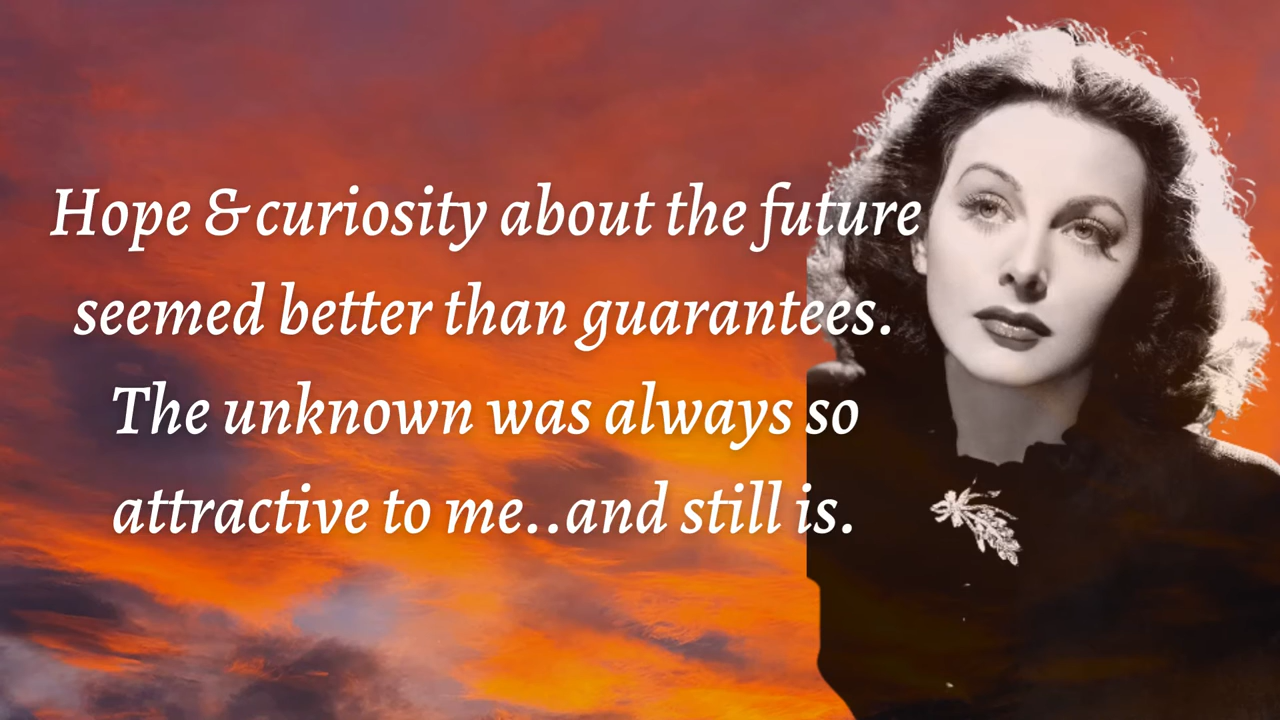 Hope & curiosity about the future
seemed better than guarantees.
The unknown was always so
attractive to me..and still is.